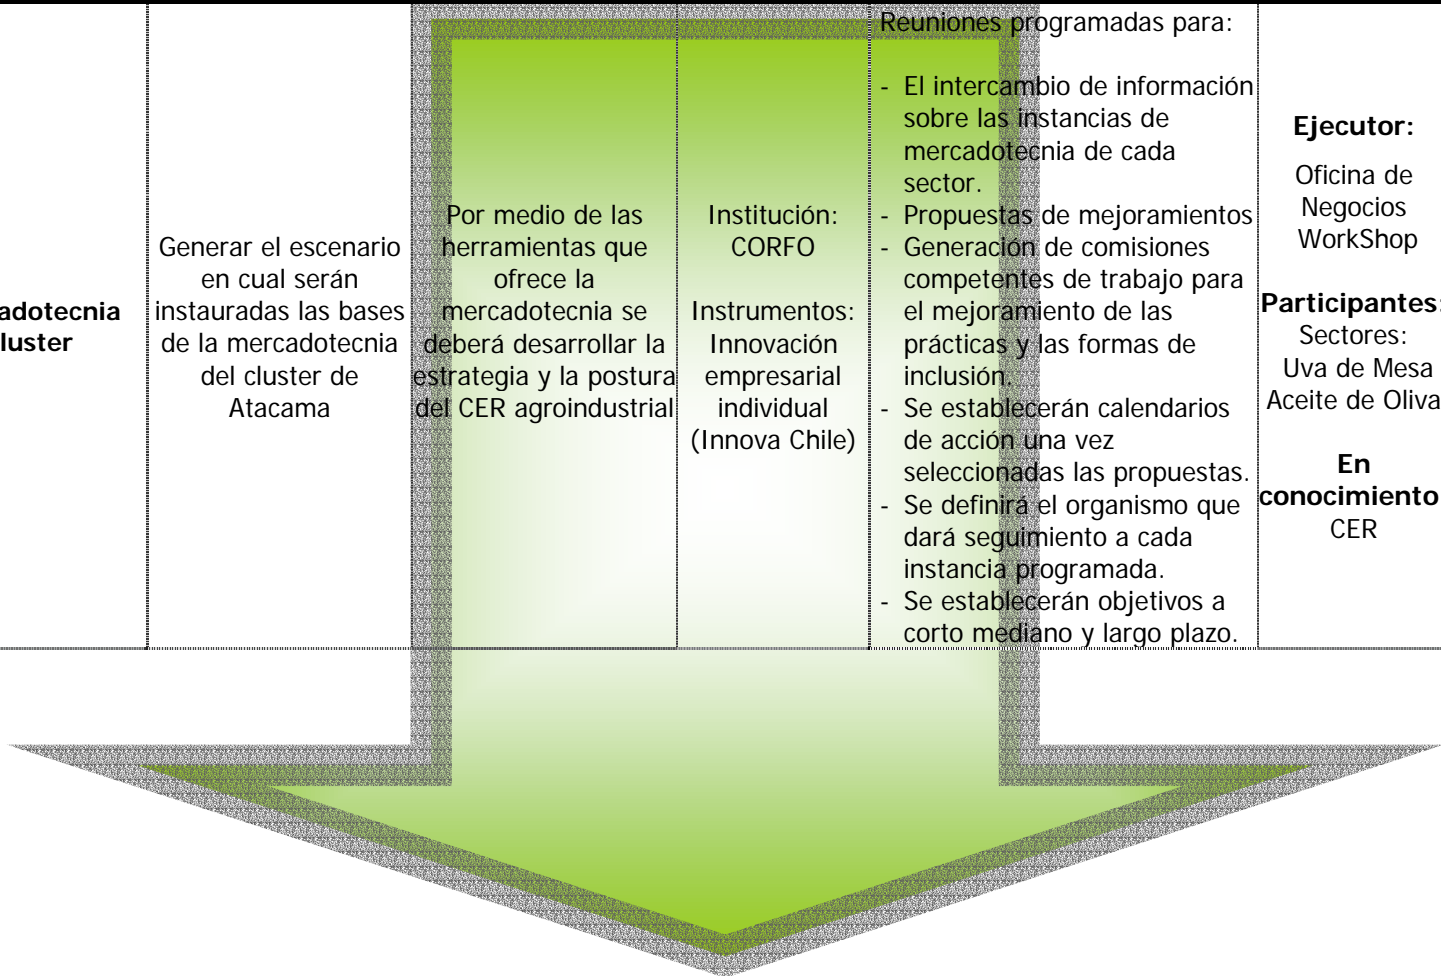 adotecnia
luster
Generar el escenario
en cual serán
instauradas las bases
de la mercadotecnia
del cluster de
Atacama
Por medio de las
herramientas que
ofrece la
mercadotecnia se
deberá desarrollar la
estrategia y la postura
del CER agroindustrial
Institución:
CORFO
Instrumentos:
Innovación
empresarial
individual
(Innova Chile)
Reuniones programadas para:
- El intercambio de información
sobre las instancias de
mercadotecnia de cada
sector.
- Propuestas de mejoramientos
- Generación de comisiones
competentes de trabajo para
el mejoramiento de las
prácticas y las formas de
inclusión.
- Se establecerán calendarios
de acción una vez
seleccionadas las propuestas.
- Se definirá el organismo que
dará seguimiento a cada
instancia programada.
- Se establecerán objetivos a
corto mediano y largo plazo.
Ejecutor:
Oficina de
Negocios
WorkShop
Participantes:
Sectores:
Uva de Mesa
Aceite de Oliva
En
conocimiento
CER